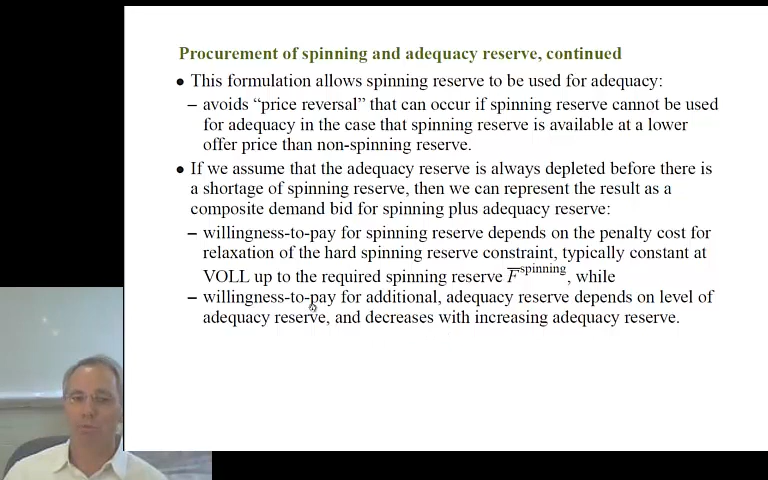 Procurement of spinning and adequacy reserve, continued
• This formulation allows spinning reserve to be used for adequacy:
– avoids “price reversal” that can occur if spinning reserve cannot be used
for adequacy in the case that spinning reserve is available at a lower
offer price than non-spinning reserve.
• If we assume that the adequacy reserve is always depleted before there is
a shortage of spinning reserve, then we can represent the result as a
composite demand bid for spinning plus adequacy reserve:
– willingness-to-pay for spinning reserve depends on the penalty cost for
relaxation of the hard spinning reserve constraint, typically constant at
VOLL up to the required spinning reserve F̅^spinning, while
– willingness-to-pay for additional, adequacy reserve depends on level of
adequacy reserve, and decreases with increasing adequacy reserve.